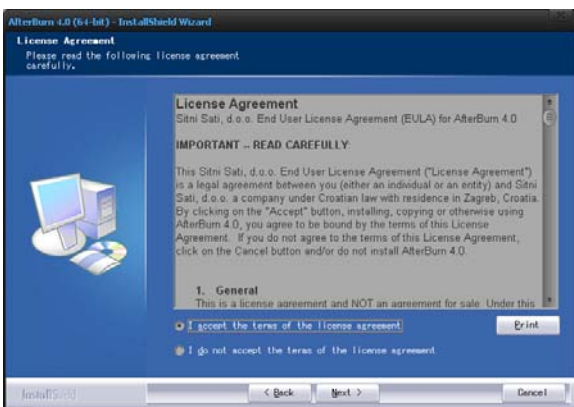 AfterBurn 4.0 (64-bit) - InstallShield Wizard
License Agreement
Please read the following license agreement
carefully.
License Agreement
Sitni Sati, d.o.o. End User License Agreement (EULA) for AfterBurn 4.0
IMPORTANT -- READ CAREFULLY:
This Sitni Sati, d.o.o. End User License Agreement ("License Agreement")
is a legal agreement between you (either an individual or an entity) and Sitni
Sati, d.o.o. a company under Croatian law with residence in Zagreb, Croatia.
By clicking on the "Accept" button, installing, copying or otherwise using
AfterBurn 4.0, you agree to be bound by the terms of this License
Agreement. If you do not agree to the terms of this License Agreement,
click on the Cancel button and/or do not install AfterBurn 4.0.
1. General
This is a license agreement and NOT an agreement for sale. Under this
I accept the terms of the license agreement
Print
I do not accept the terms of the license agreement
InstallShield
< Back
Next >
Cancel